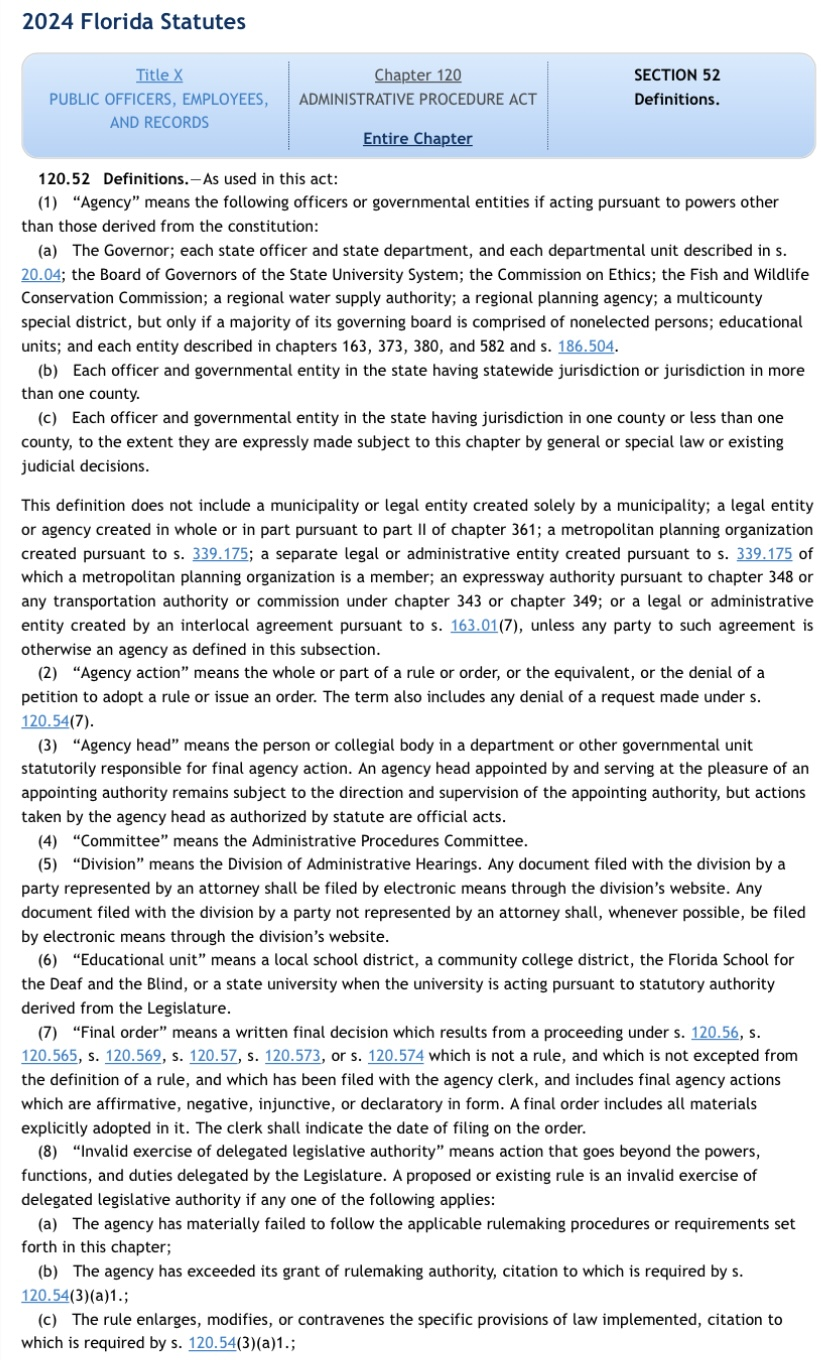 2024 Florida Statutes
Title X
PUBLIC OFFICERS, EMPLOYEES,
AND RECORDS
Chapter 120
ADMINISTRATIVE PROCEDURE ACT
Entire Chapter
SECTION 52
Definitions.
120.52 Definitions.—As used in this act:
(1) “Agency” means the following officers or governmental entities if acting pursuant to powers other
than those derived from the constitution:
(a) The Governor; each state officer and state department, and each departmental unit described in s.
20.04; the Board of Governors of the State University System; the Commission on Ethics; the Fish and Wildlife
Conservation Commission; a regional water supply authority; a regional planning agency; a multicounty
special district, but only if a majority of its governing board is comprised of nonelected persons; educational
units; and each entity described in chapters 163, 373, 380, and 582 and s. 186.504.
(b) Each officer and governmental entity in the state having statewide jurisdiction or jurisdiction in more
than one county.
(c) Each officer and governmental entity in the state having jurisdiction in one county or less than one
county, to the extent they are expressly made subject to this chapter by general or special law or existing
judicial decisions.
This definition does not include a municipality or legal entity created solely by a municipality; a legal entity
or agency created in whole or in part pursuant to part II of chapter 361; a metropolitan planning organization
created pursuant to s. 339.175; a separate legal or administrative entity created pursuant to s. 339.175 of
which a metropolitan planning organization is a member; an expressway authority pursuant to chapter 348 or
any transportation authority or commission under chapter 343 or chapter 349; or a legal or administrative
entity created by an interlocal agreement pursuant to s. 163.01(7), unless any party to such agreement is
otherwise an agency as defined in this subsection.
(2) “Agency action” means the whole or part of a rule or order, or the equivalent, or the denial of a
petition to adopt a rule or issue an order. The term also includes any denial of a request made under s.
120.54(7).
(3) “Agency head” means the person or collegial body in a department or other governmental unit
statutorily responsible for final agency action. An agency head appointed by and serving at the pleasure of an
appointing authority remains subject to the direction and supervision of the appointing authority, but actions
taken by the agency head as authorized by statute are official acts.
(4) “Committee” means the Administrative Procedures Committee.
(5) “Division” means the Division of Administrative Hearings. Any document filed with the division by a
party represented by an attorney shall be filed by electronic means through the division’s website. Any
document filed with the division by a party not represented by an attorney shall, whenever possible, be filed
by electronic means through the division’s website.
(6) “Educational unit” means a local school district, a community college district, the Florida School for
the Deaf and the Blind, or a state university when the university is acting pursuant to statutory authority
derived from the Legislature.
(7) “Final order” means a written final decision which results from a proceeding under s. 120.56, s.
120.565, s. 120.569, s. 120.57, s. 120.573, or s. 120.574 which is not a rule, and which is not excepted from
the definition of a rule, and which has been filed with the agency clerk, and includes final agency actions
which are affirmative, negative, injunctive, or declaratory in form. A final order includes all materials
explicitly adopted in it. The clerk shall indicate the date of filing on the order.
(8) “Invalid exercise of delegated legislative authority” means action that goes beyond the powers,
functions, and duties delegated by the Legislature. A proposed or existing rule is an invalid exercise of
delegated legislative authority if any one of the following applies:
(a) The agency has materially failed to follow the applicable rulemaking procedures or requirements set
forth in this chapter;
(b) The agency has exceeded its grant of rulemaking authority, citation to which is required by s.
120.54(3)(a)1.;
(c) The rule enlarges, modifies, or contravenes the specific provisions of law implemented, citation to
which is required by s. 120.54(3)(a)1.;